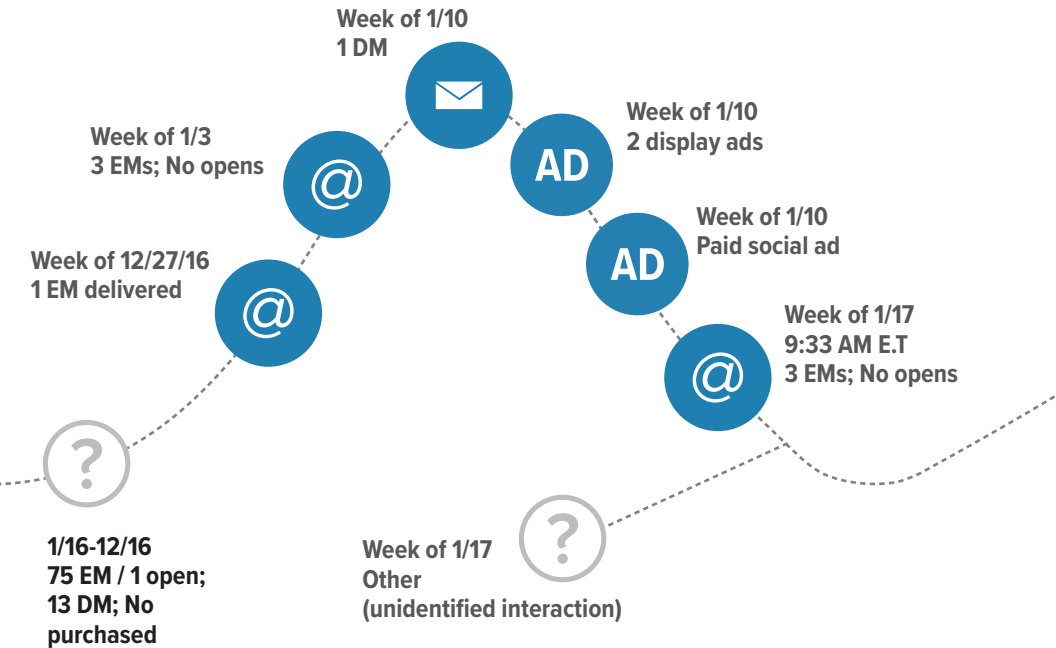 Week of 1/10
1 DM
Week of 1/10
2 display ads
Week of 1/3
3 EMs; No opens
@
AD
Week of 1/10
Paid social ad
AD
Week of 12/27/16
1 EM delivered
@
Week of 1/17
9:33 AM E.T
3 EMs; No opens
@
?
1/16-12/16
75 EM / 1 open;
13 DM; No
purchased
?
Week of 1/17
Other
(unidentified interaction)